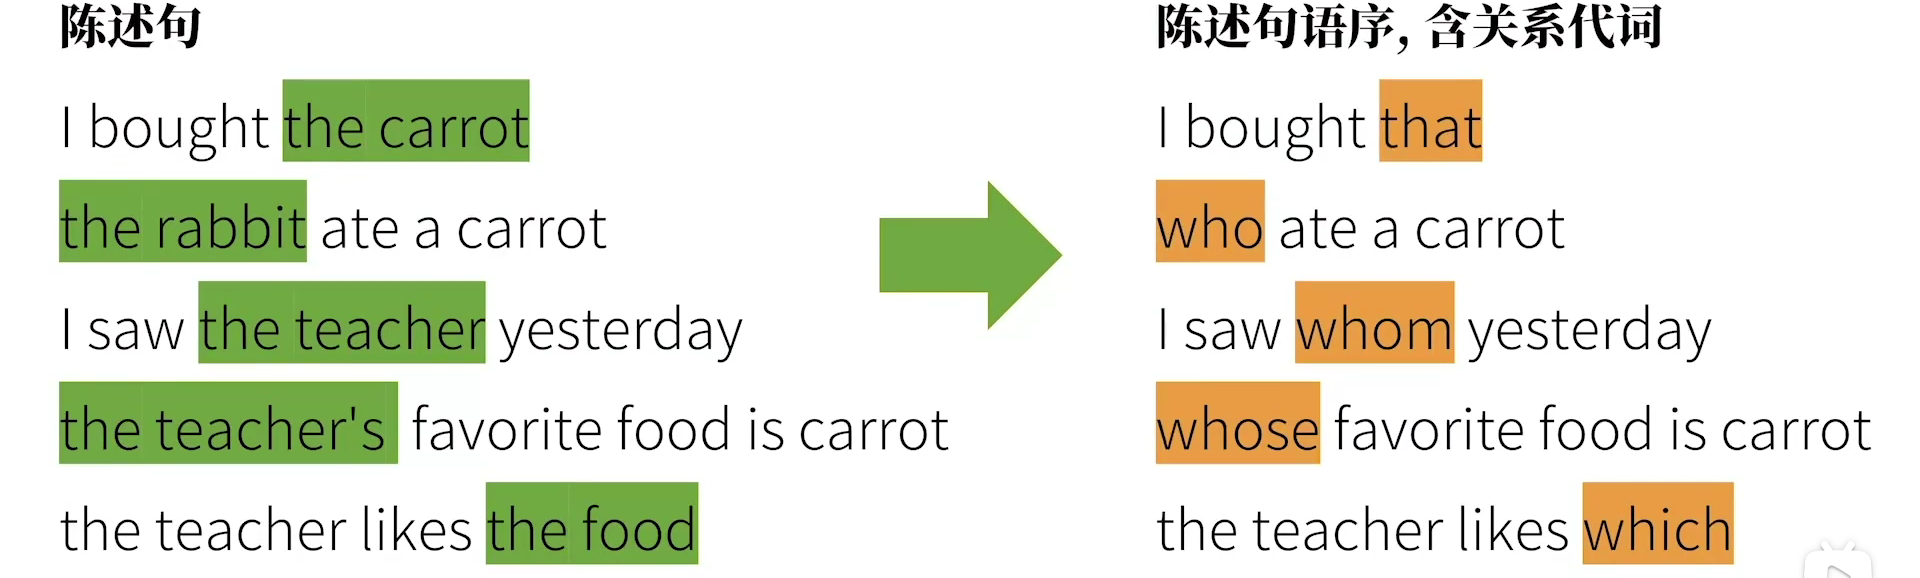 陈述句
I bought the carrot
the rabbit ate a carrot
I saw the teacher yesterday
the teacher's favorite food is carrot
the teacher likes the food
陈述句语序, 含关系代词
I bought that
who ate a carrot
I saw whom yesterday
whose favorite food is carrot
the teacher likes which